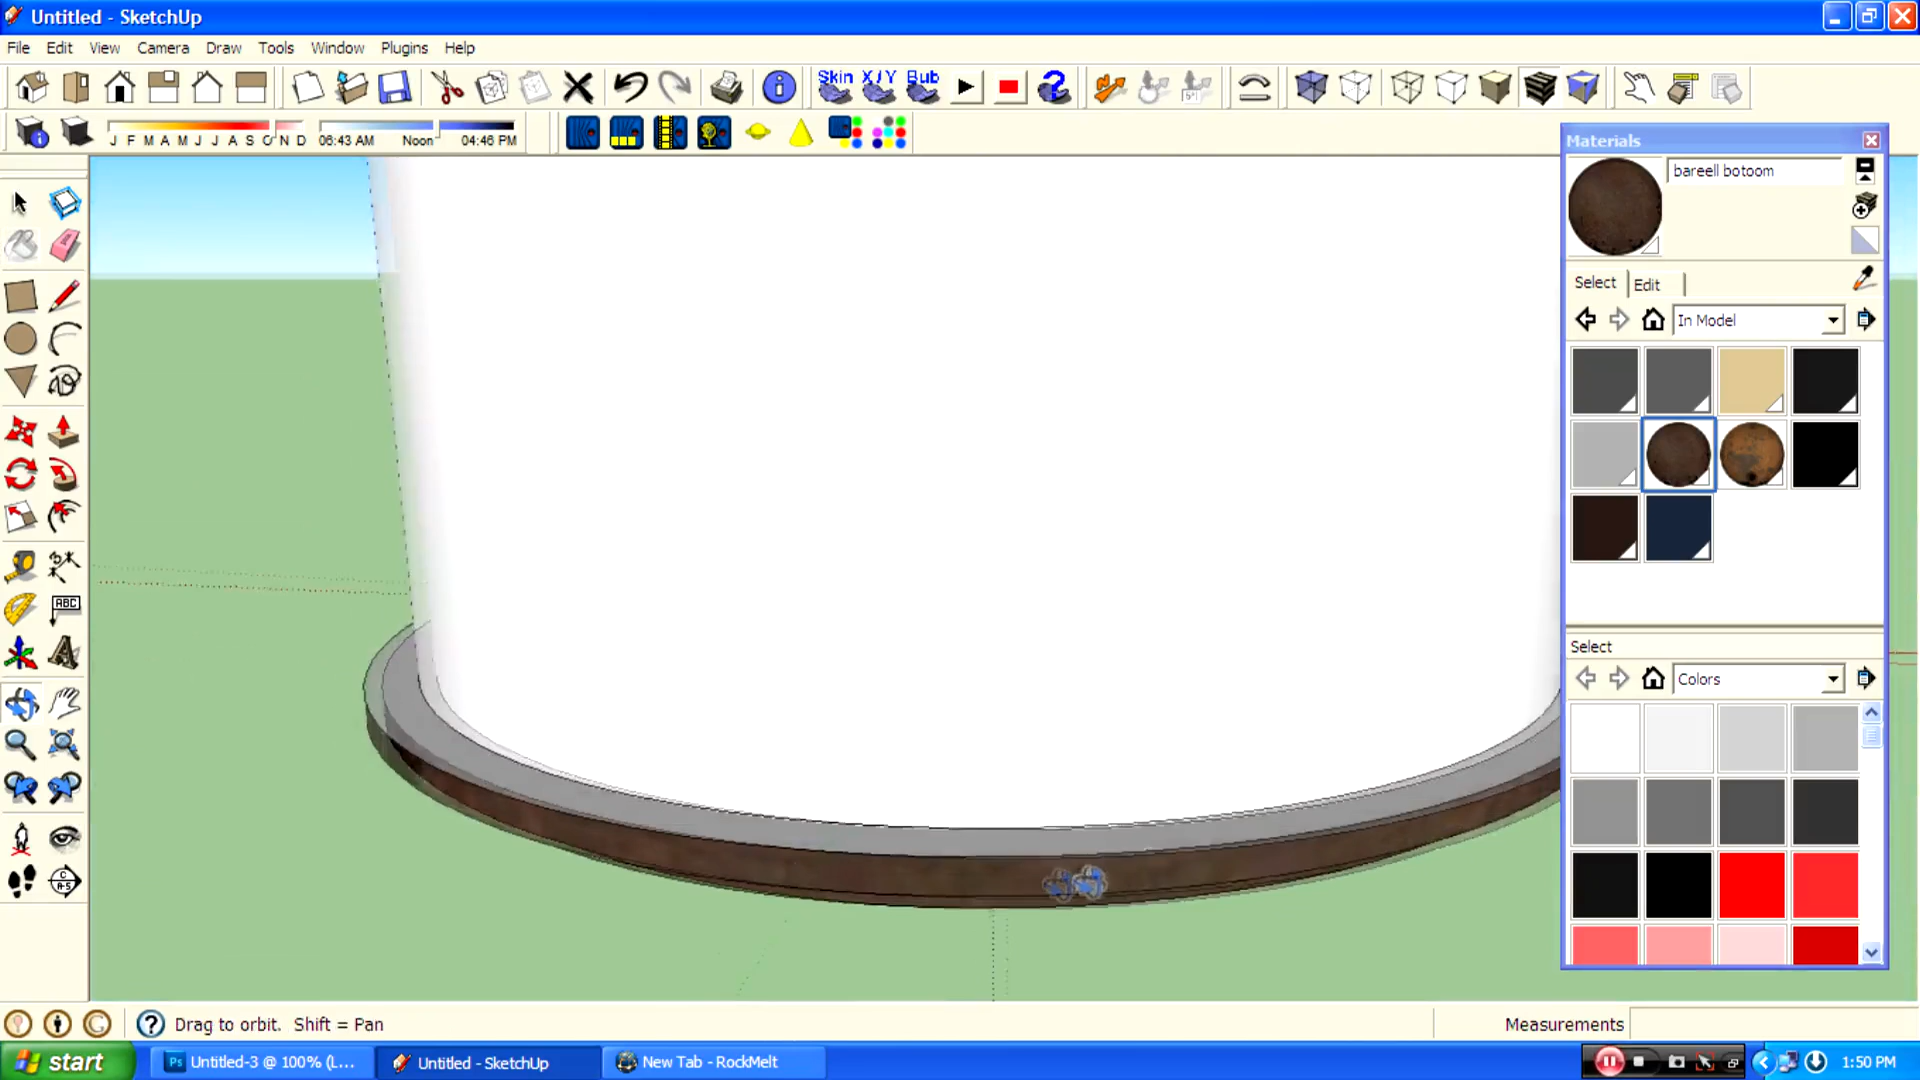 Untitled - SketchUp
File Edit View Camera Draw Tools Window Plugins Help
Skin X/Y Bub
J F M A M J J A S O N D 06:43 AM Noon 04:46 PM
Materials
bareell botoom
Select Edit
In Model
ABC
Select
Colors
Drag to orbit. Shift = Pan
Measurements
start
Ps Untitled-3 @ 100% (L...
Untitled - SketchUp
New Tab - RockMelt
1:50 PM